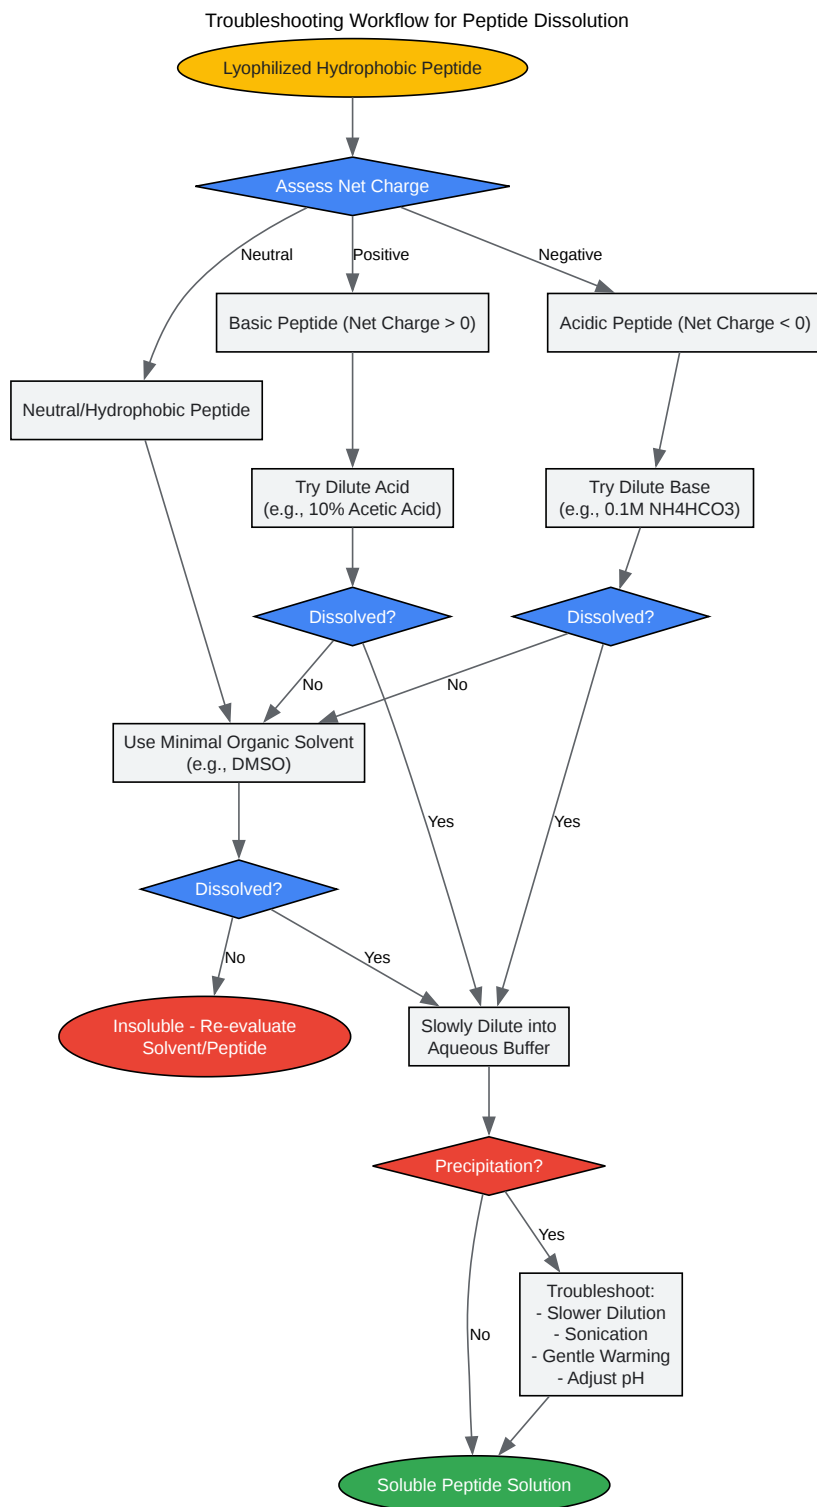 Troubleshooting Workflow for Peptide Dissolution
Lyophilized Hydrophobic Peptide
Assess Net Charge
Neutral
Positive
Negative
Basic Peptide (Net Charge > 0)
Acidic Peptide (Net Charge < 0)
Neutral/Hydrophobic Peptide
Try Dilute Acid
(e.g., 10% Acetic Acid)
Try Dilute Base
(e.g., 0.1M NH4HCO3)
Dissolved?
Dissolved?
No
No
Use Minimal Organic Solvent
(e.g., DMSO)
Yes
Yes
Dissolved?
No
Yes
Insoluble - Re-evaluate
Solvent/Peptide
Slowly Dilute into
Aqueous Buffer
Precipitation?
Yes
No
Troubleshoot:
- Slower Dilution
- Sonication
- Gentle Warming
- Adjust pH
Soluble Peptide Solution